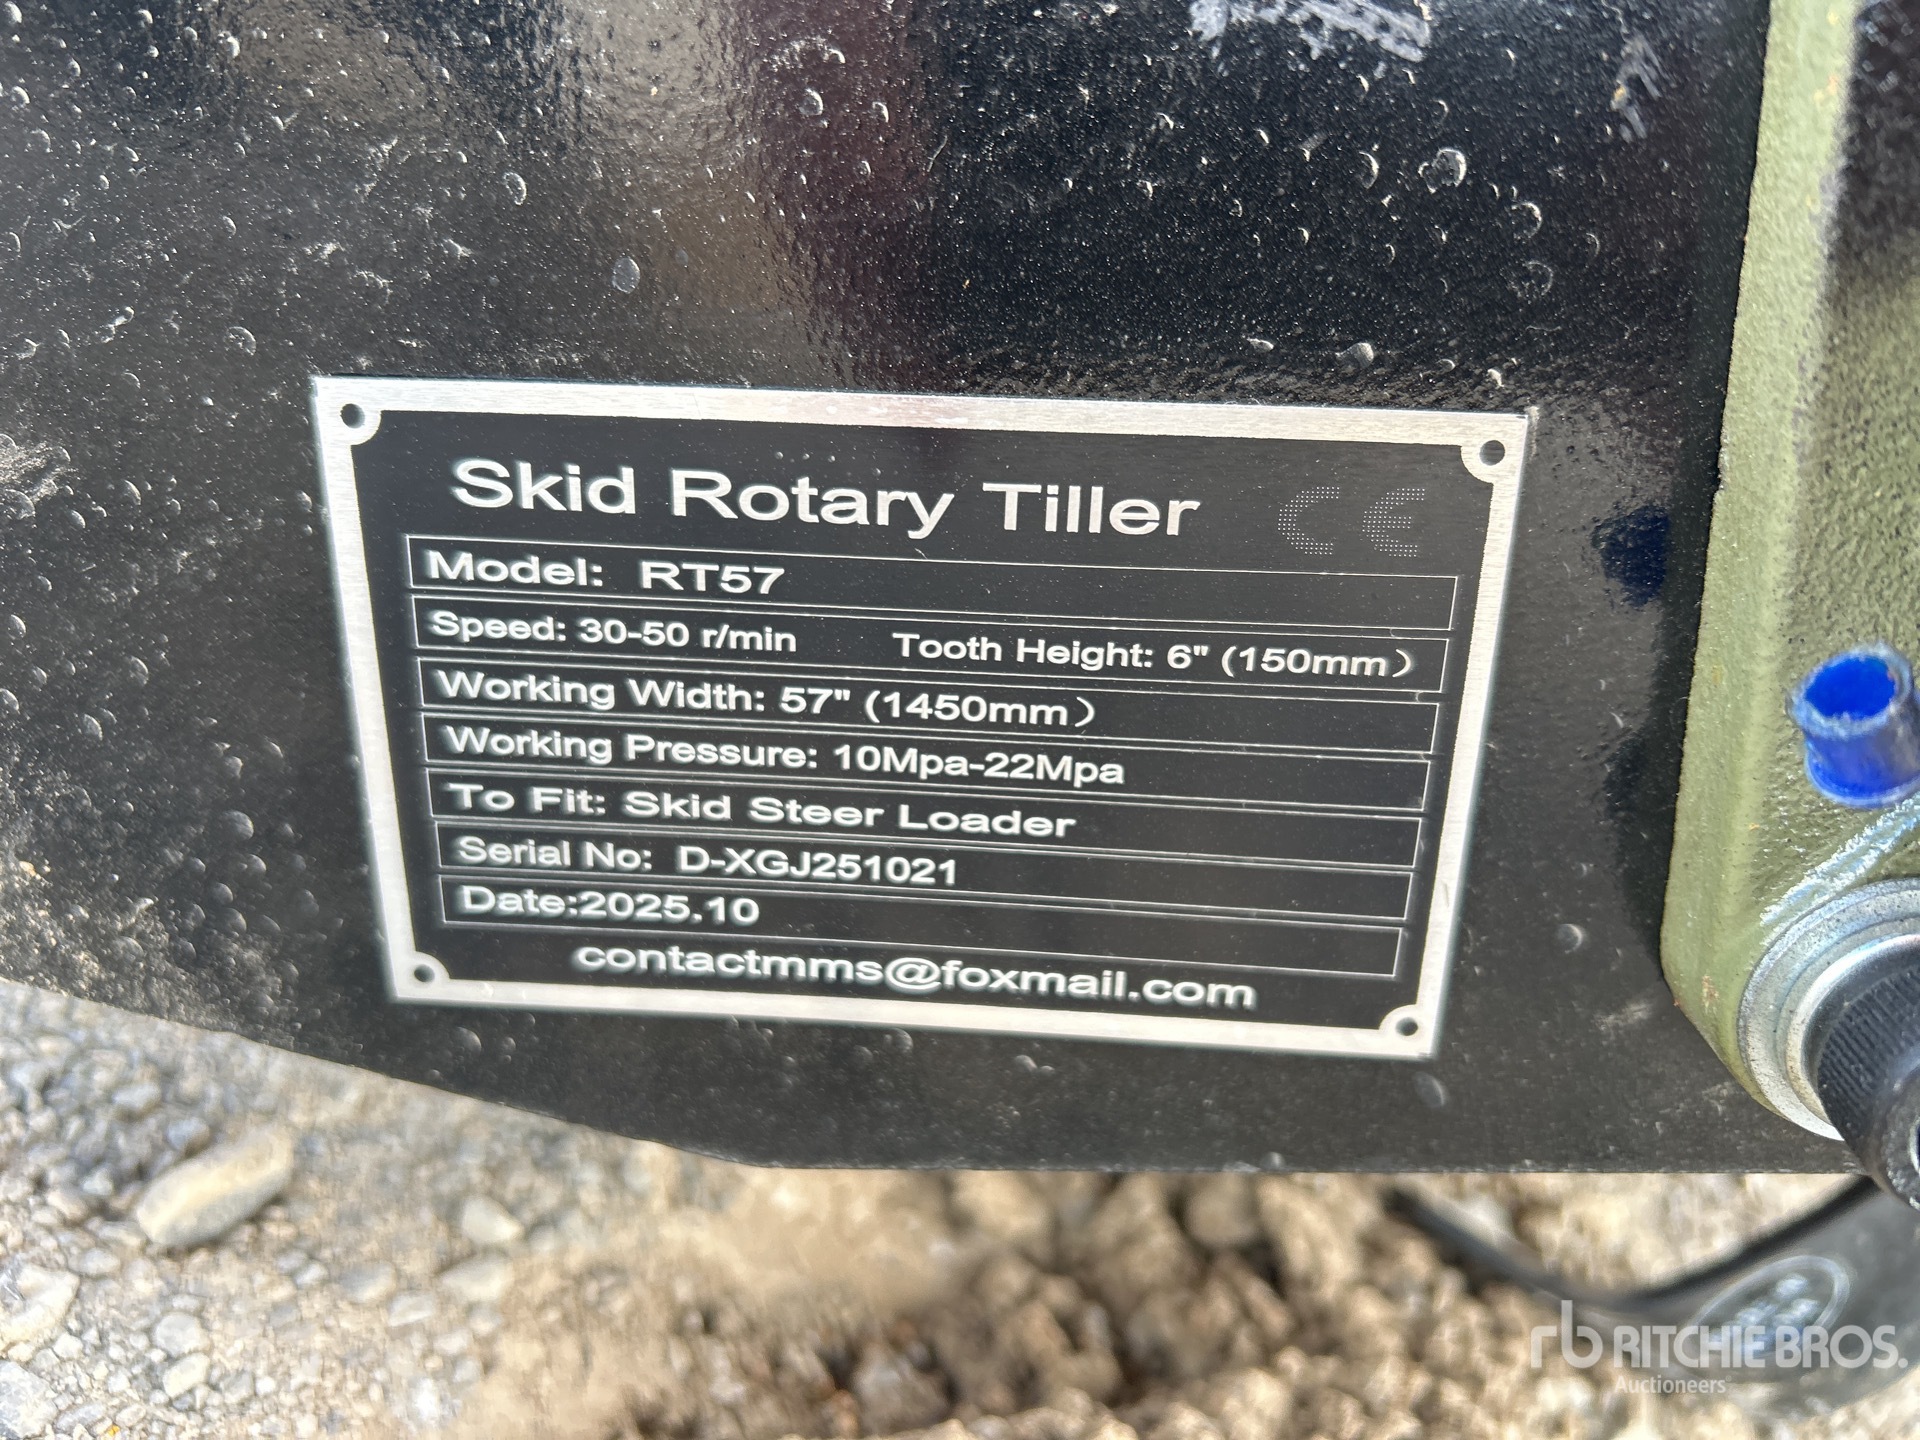 Skid Rotary Tiller CE
Model: RT57
Speed: 30-50 r/min Tooth Height: 6" (150mm）
Working Width: 57" (1450mm）
Working Pressure: 10Mpa-22Mpa
To Fit: Skid Steer Loader
Serial No: D-XGJ251021
Date:2025.10
contactmms@foxmail.com
rb RITCHIE BROS.
Auctioneers